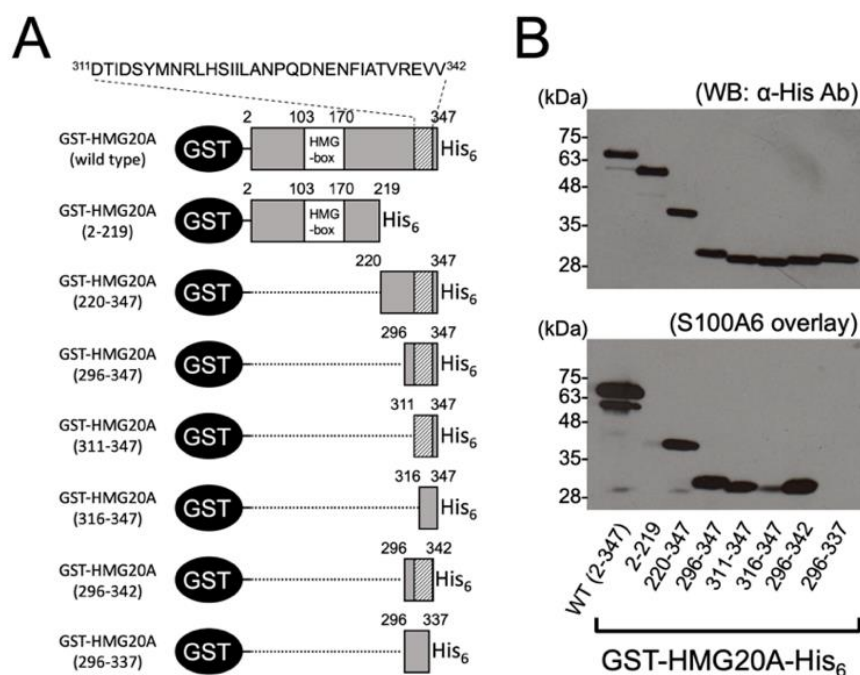 A
³¹¹DTIDSYMNRLHSIILANPQDNENFIATVREVV³⁴²
GST-HMG20A
(wild type)
GST
2 103 170 347
HMG
-box
His₆
GST-HMG20A
(2-219)
GST
2 103 170 219
HMG
-box
His₆
GST-HMG20A
(220-347)
GST
220 347
His₆
GST-HMG20A
(296-347)
GST
296 347
His₆
GST-HMG20A
(311-347)
GST
311 347
His₆
GST-HMG20A
(316-347)
GST
316 347
His₆
GST-HMG20A
(296-342)
GST
296 342
His₆
GST-HMG20A
(296-337)
GST
296 337
His₆
B
(kDa) (WB: α-His Ab)
75
63
48
35
28
(kDa) (S100A6 overlay)
75
63
48
35
28
WT (2-347)
2-219
220-347
296-347
311-347
316-347
296-342
296-337
GST-HMG20A-His₆